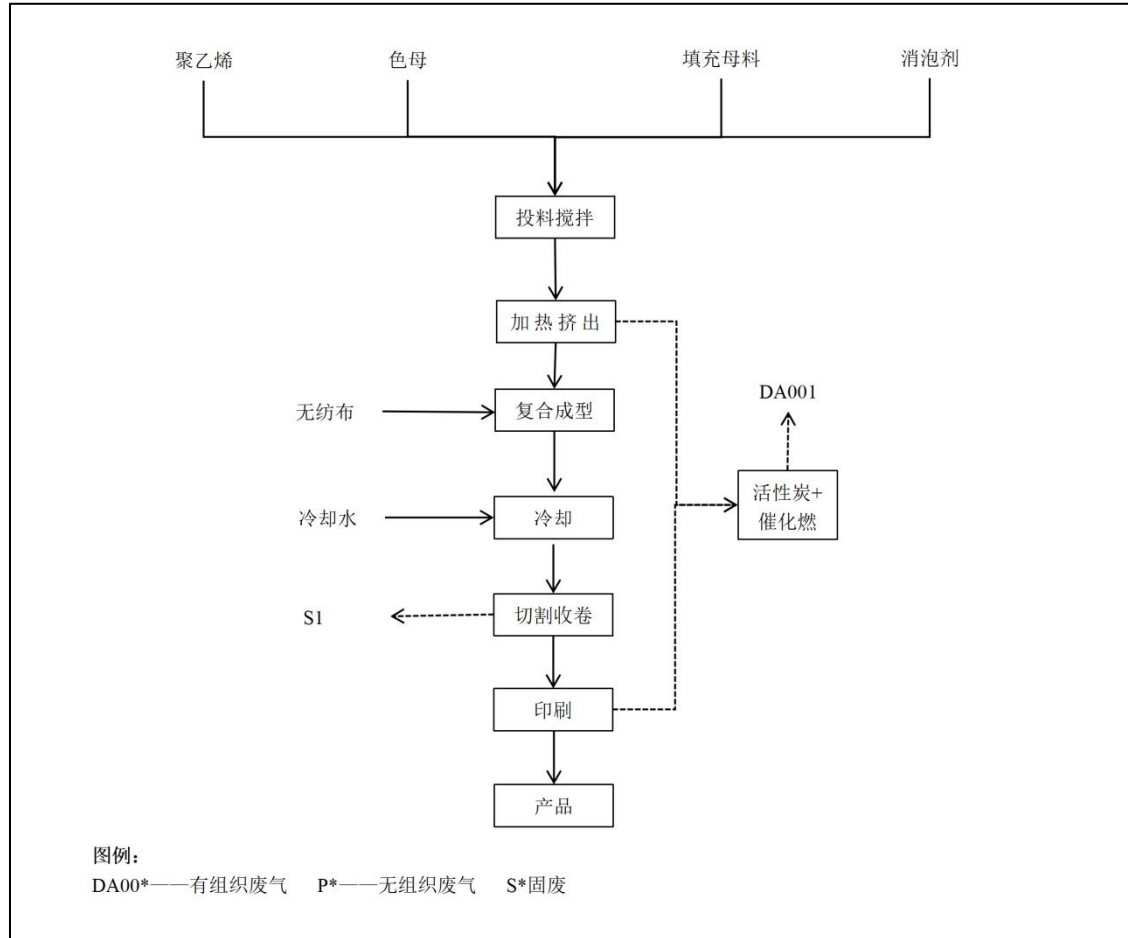 聚乙烯 色母 填充母料 消泡剂
投料搅拌
加热挤出
无纺布 复合成型
DA001
冷却水 冷却
活性炭+
催化燃
S1 切割收卷
印刷
产品
图例：
DA00*——有组织废气 P*——无组织废气 S*固废